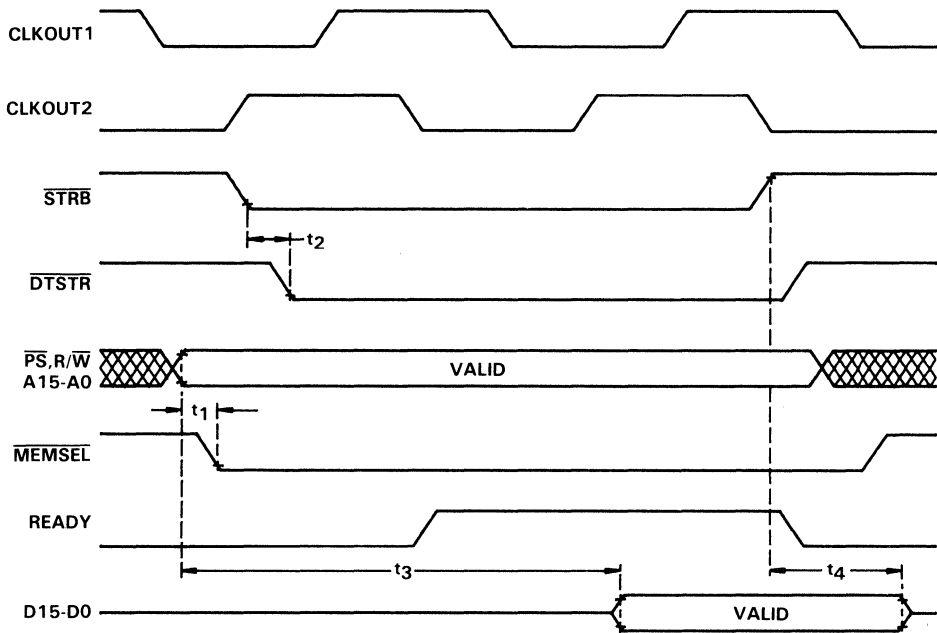 CLKOUT1
CLKOUT2
STRB
t2
DTSTR
PS,R/W
A15-A0
VALID
t1
MEMSEL
READY
t3
t4
D15-D0
VALID